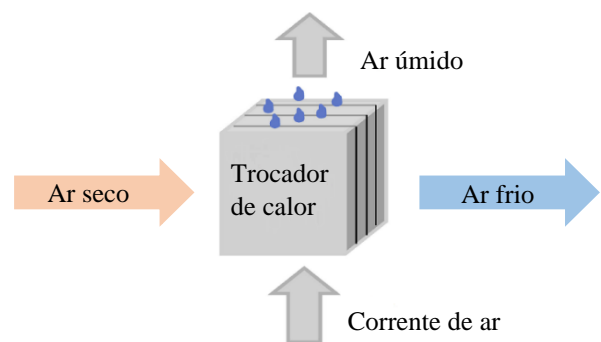 Ar úmido
Trocador
de calor
Ar seco
Ar frio
Corrente de ar